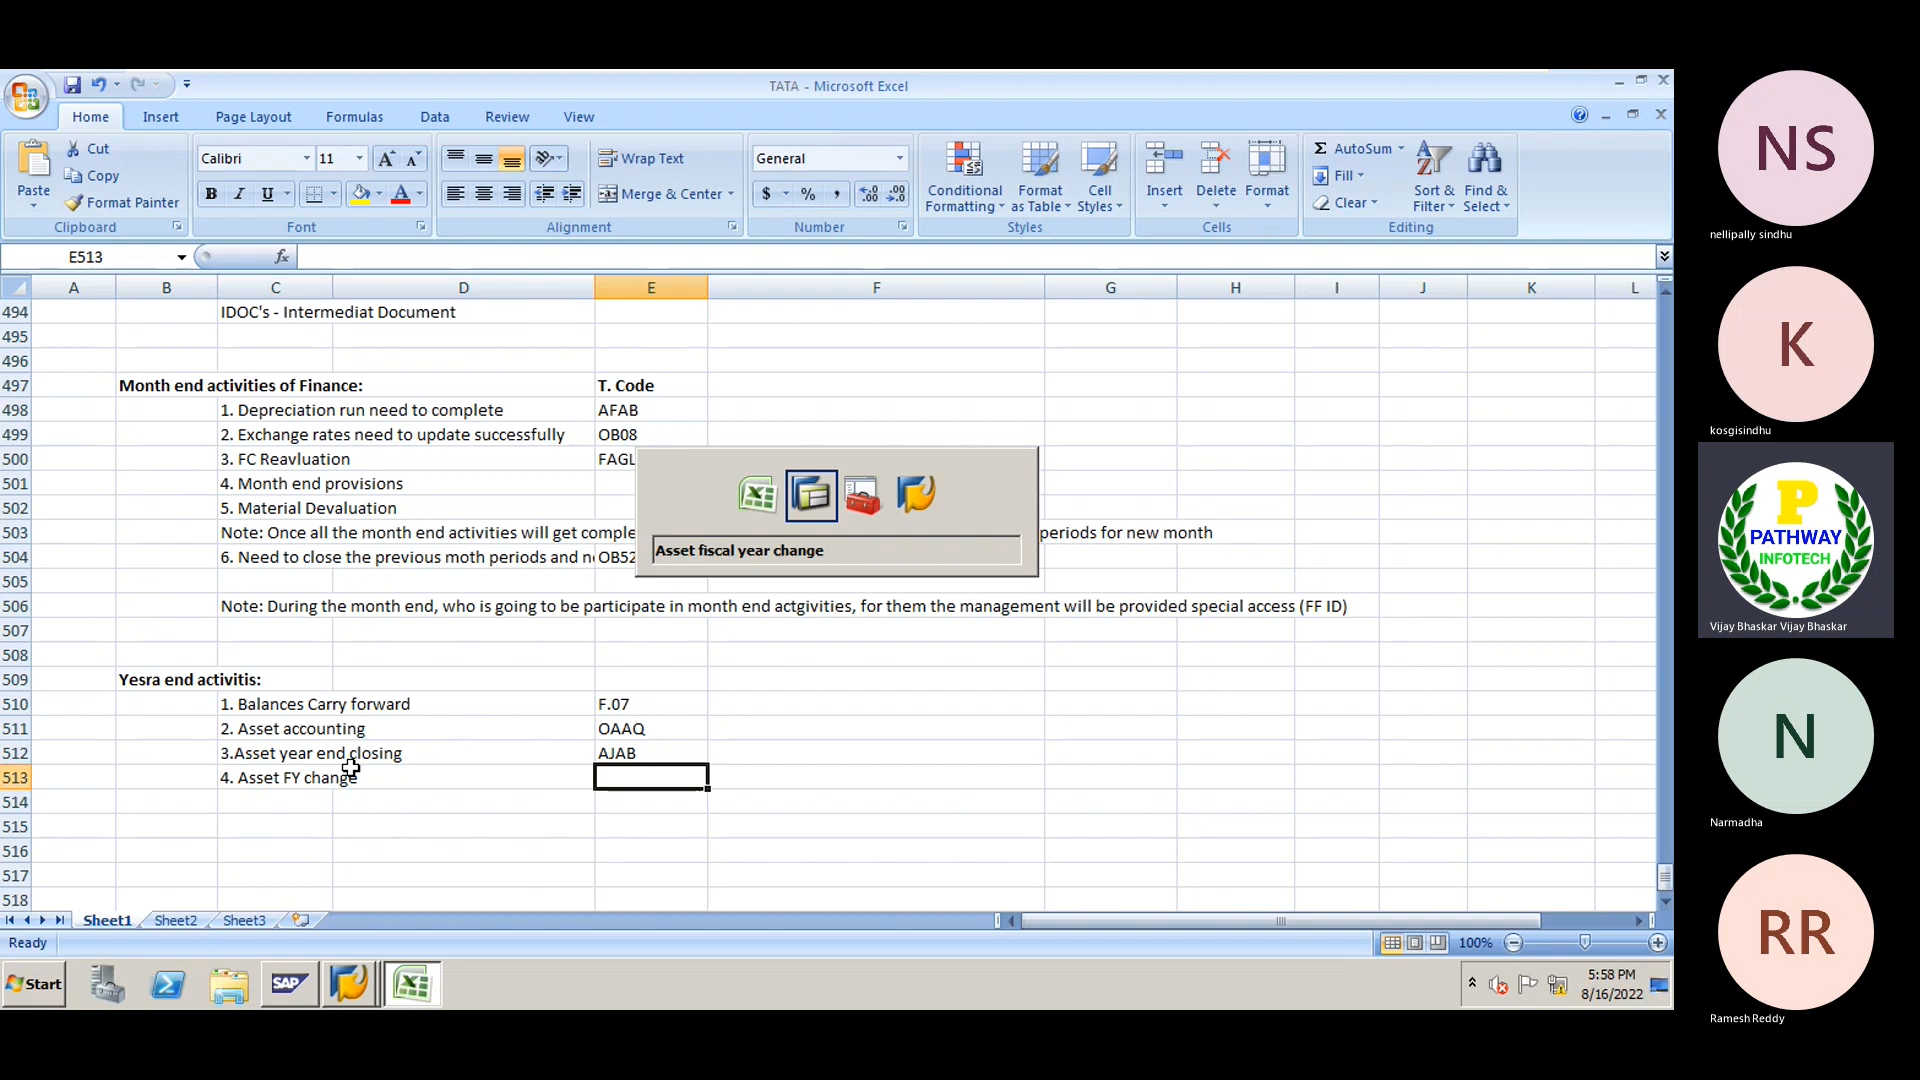 TATA - Microsoft Excel
Home Insert Page Layout Formulas Data Review View
Paste
Cut
Copy
Format Painter
Clipboard
Calibri 11
B I U
Font
Wrap Text
Merge & Center
Alignment
General
$ % ,
Number
Conditional Formatting
Format as Table
Cell Styles
Styles
Insert Delete Format
Cells
Σ AutoSum
Fill
Clear
Sort & Filter
Find & Select
Editing
E513 fx
A B C D E F G H I J K L
494 IDOC's - Intermediat Document
495
496
497 Month end activities of Finance: T. Code
498 1. Depreciation run need to complete AFAB
499 2. Exchange rates need to update successfully OB08
500 3. FC Reavluation FAGL
501 4. Month end provisions
502 5. Material Devaluation
503 Note: Once all the month end activities will get comple periods for new month
504 6. Need to close the previous moth periods and ne OB52
505
506 Note: During the month end, who is going to be participate in month end actgivities, for them the management will be provided special access (FF ID)
507
508
509 Yesra end activitis:
510 1. Balances Carry forward F.07
511 2. Asset accounting OAAQ
512 3.Asset year end closing AJAB
513 4. Asset FY change
514
515
516
517
518
Asset fiscal year change
Sheet1 Sheet2 Sheet3
Ready 100%
Start SAP
5:58 PM
8/16/2022
NS
nellipally sindhu
K
kosgisindhu
P
PATHWAY
INFOTECH
Vijay Bhaskar Vijay Bhaskar
N
Narmadha
RR
Ramesh Reddy